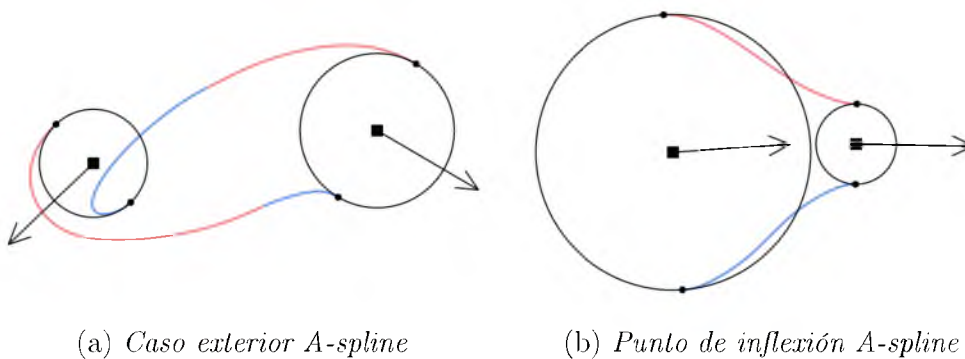 (a) Caso exterior A-spline
(b) Punto de inflexión A-spline